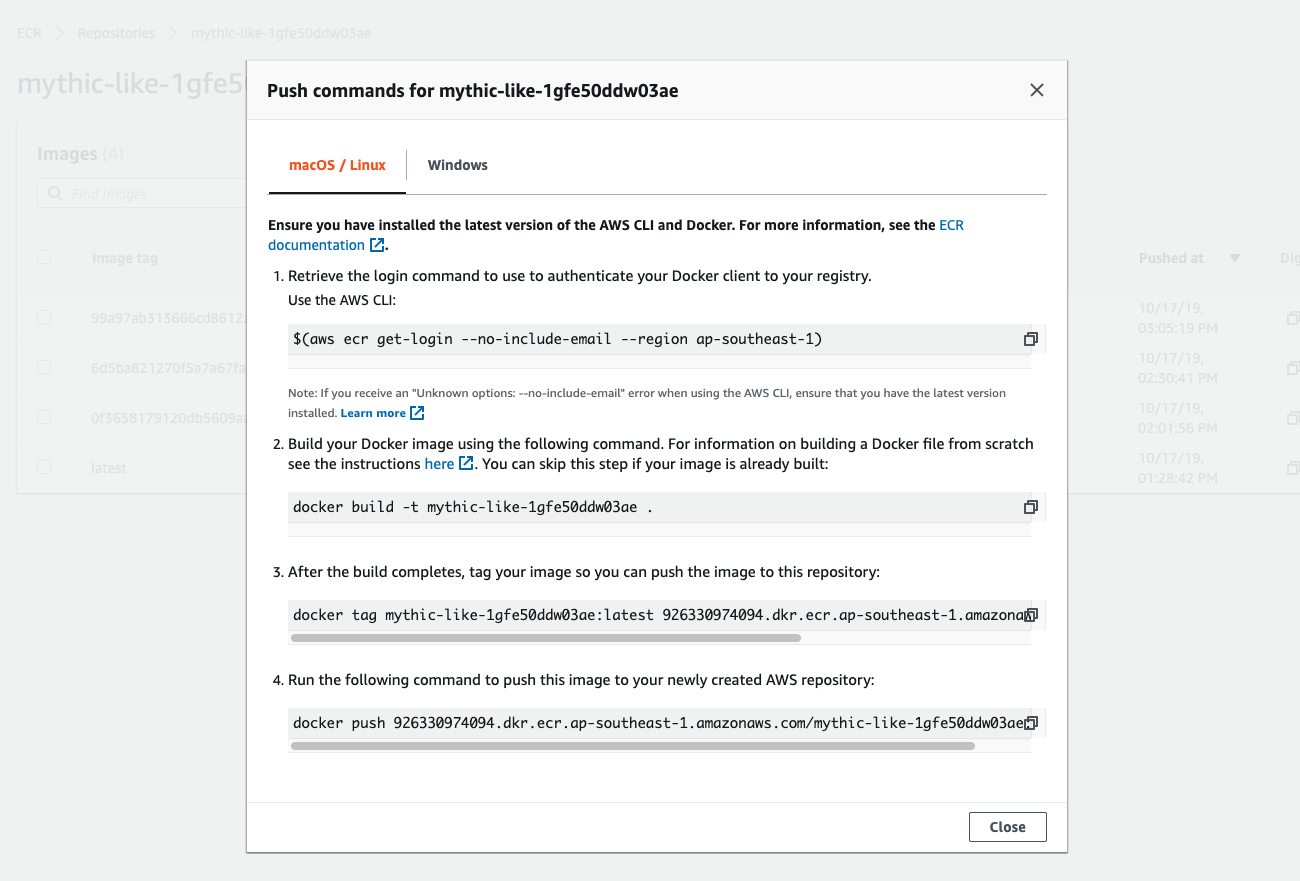 ECR
Repositories
mythic-like-1gfe50ddw03ae
mythic-like-1gfe50
Push commands for mythic-like-1gfe50ddw03ae
Images (4)
macOS / Linux
Windows
Find Images
Ensure you have installed the latest version of the AWS CLI and Docker. For more information, see the ECR
documentation.
Image tag
Pushed at
Dig
1. Retrieve the login command to use to authenticate your Docker client to your registry.
Use the AWS CLI:
99a97ab313666cd8612a
10/17/19,
03:05:19 PM
$(aws ecr get-login --no-include-email --region ap-southeast-1)
6d5ba821270f5a7a67fa
10/17/19,
02:30:41 PM
Note: If you receive an "Unknown options: --no-include-email" error when using the AWS CLI, ensure that you have the latest version
installed. Learn more
0f3658179120db5609aa
10/17/19,
02:01:56 PM
2. Build your Docker image using the following command. For information on building a Docker file from scratch
see the instructions here. You can skip this step if your image is already built:
latest
10/17/19,
01:28:42 PM
docker build -t mythic-like-1gfe50ddw03ae .
3. After the build completes, tag your image so you can push the image to this repository:
docker tag mythic-like-1gfe50ddw03ae:latest 926330974094.dkr.ecr.ap-southeast-1.amazona
4. Run the following command to push this image to your newly created AWS repository:
docker push 926330974094.dkr.ecr.ap-southeast-1.amazonaws.com/mythic-like-1gfe50ddw03ae:
Close